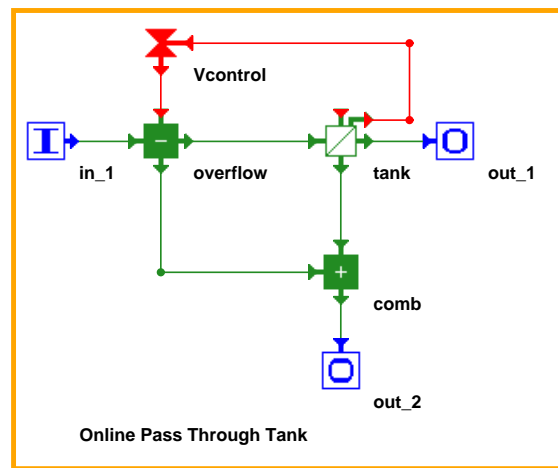 Vcontrol
I
−
O
in_1
overflow
tank
out_1
+
comb
O
out_2
Online Pass Through Tank